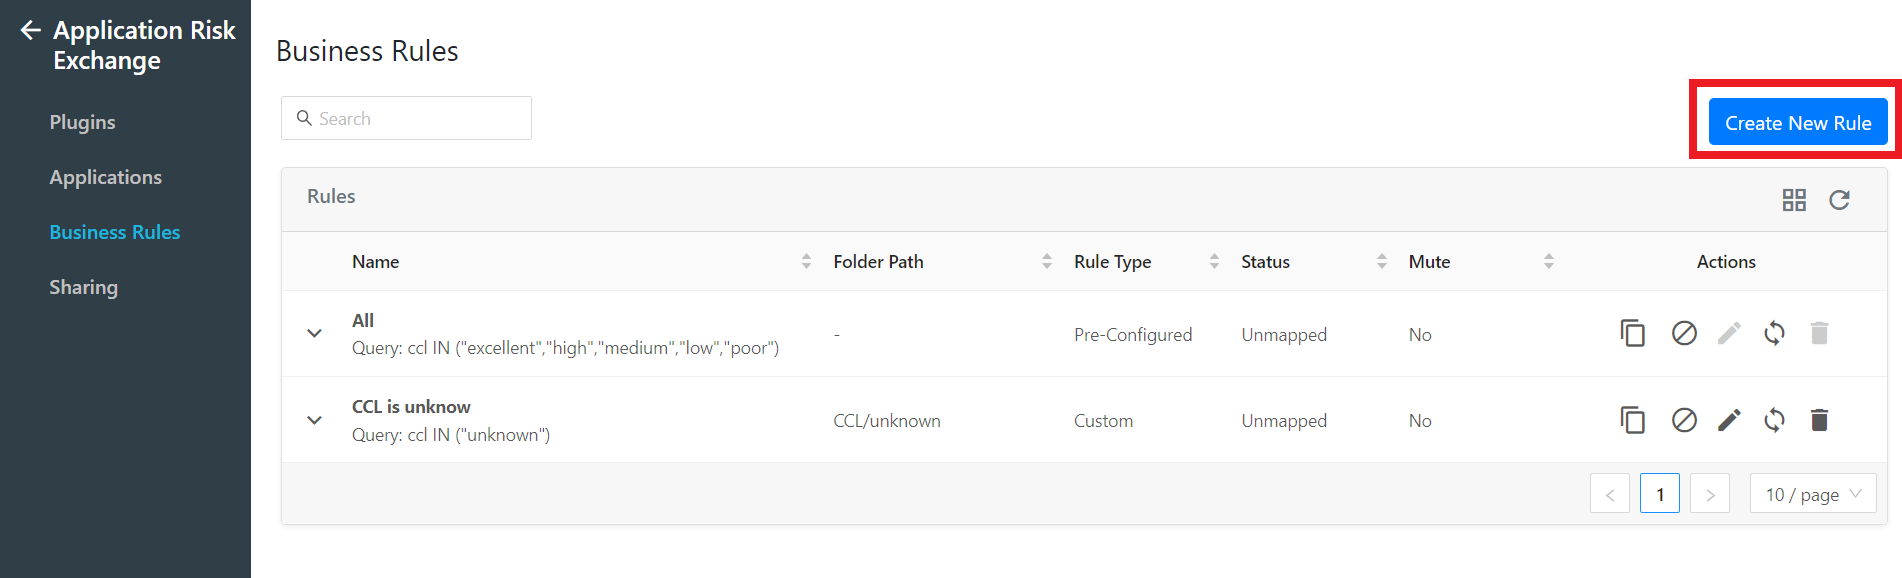 Application Risk
Exchange
Plugins
Applications
Business Rules
Sharing
Business Rules
Search
Create New Rule
Rules
Name Folder Path Rule Type Status Mute Actions
All
Query: ccl IN ("excellent","high","medium","low","poor")
- Pre-Configured Unmapped No
CCL is unknow
Query: ccl IN ("unknown")
CCL/unknown Custom Unmapped No
< 1 > 10 / page